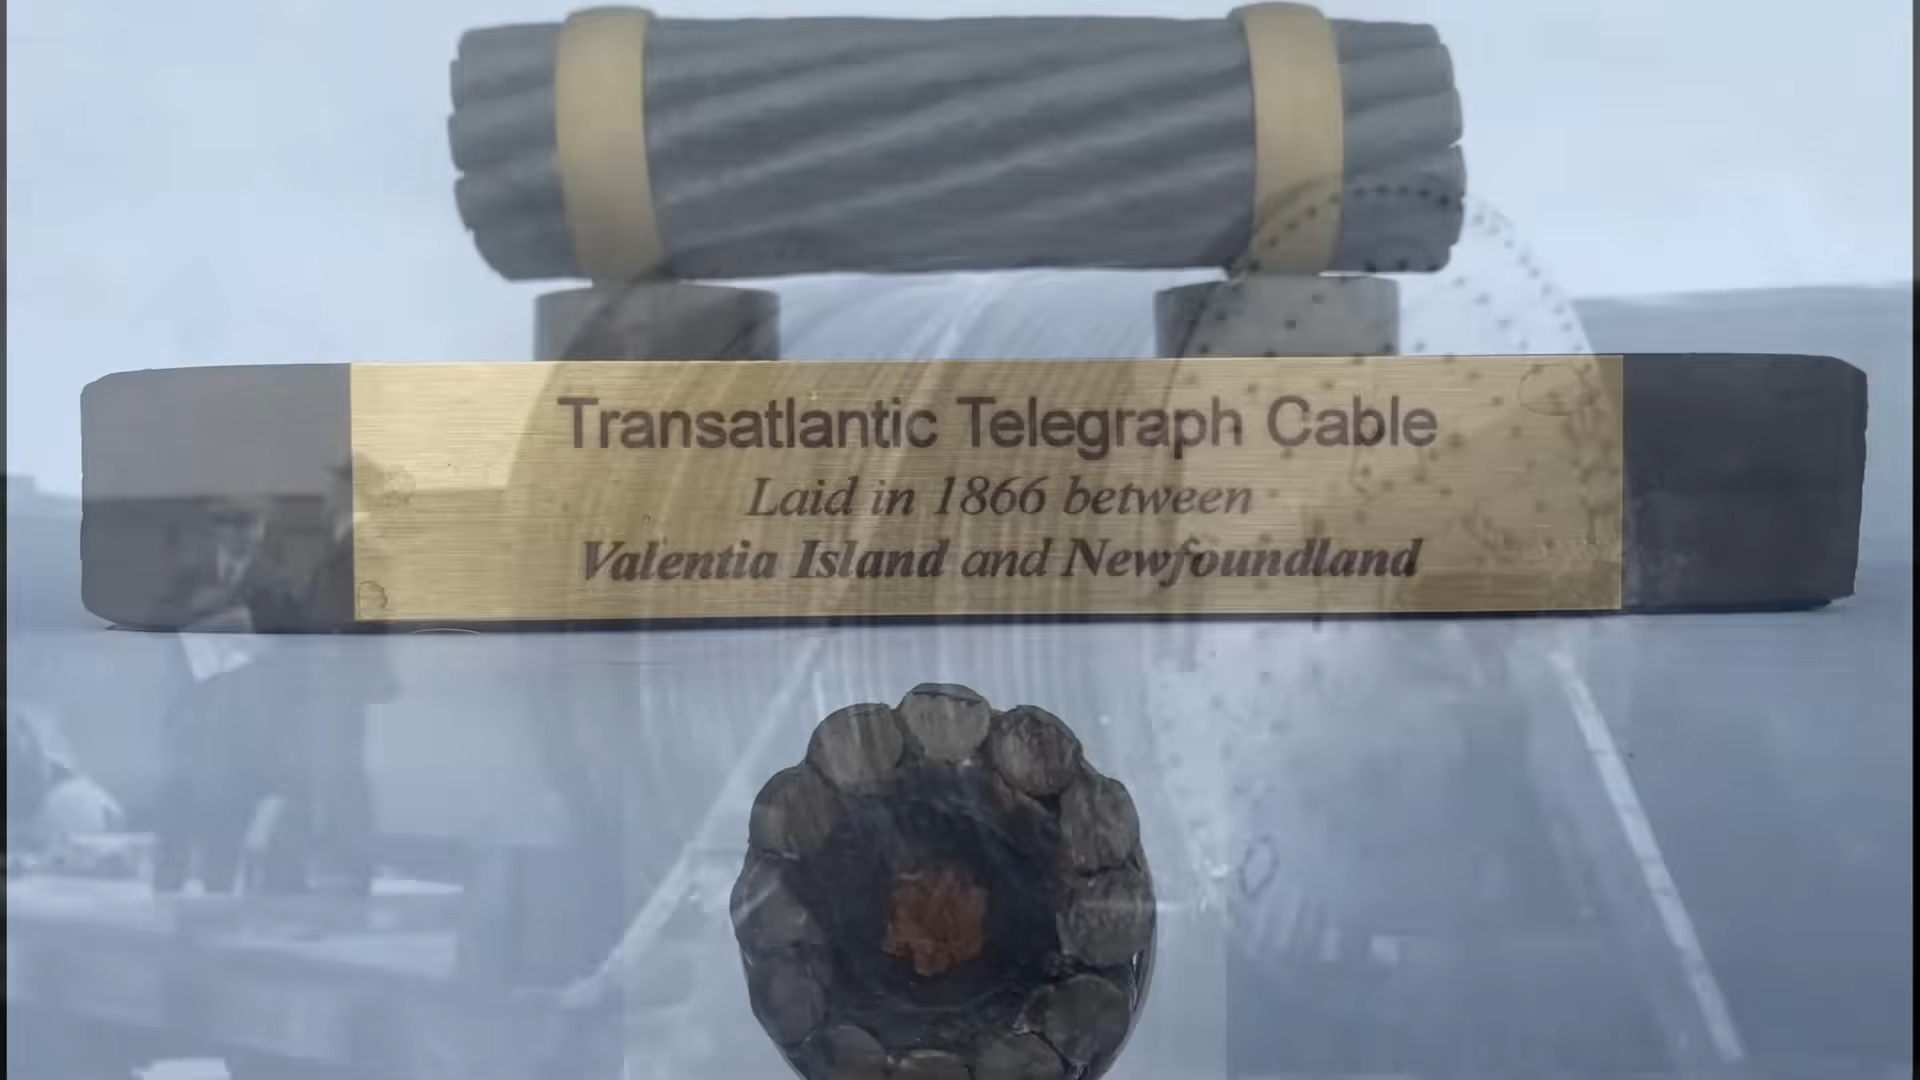 Transatlantic Telegraph Cable
Laid in 1866 between
Valentia Island and Newfoundland